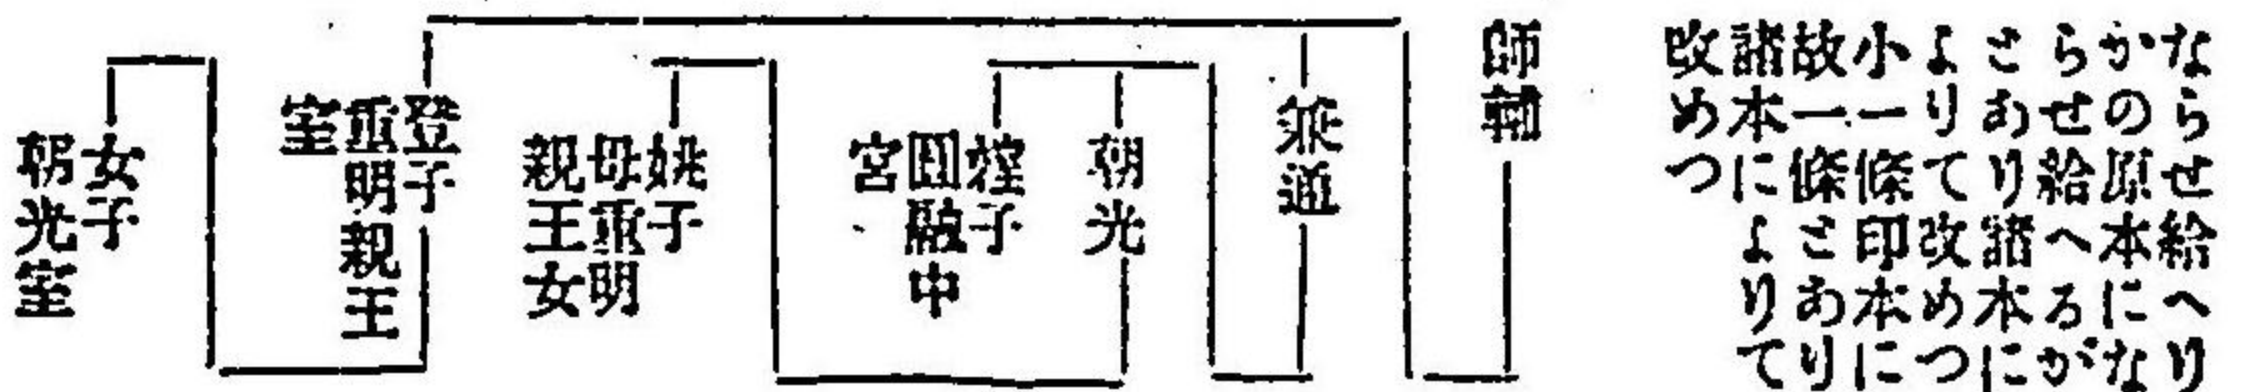 ならせ給へり
かの原本にな
らせ給へるが
とあり諸本に
よりて改めつ
小一條印本に
故一條とあり
諸本によりて
改めつ
師輔
兼通
朝光
媓子
圓融中
宮
姚子
母重明
親王女
登子
重明親王
室
女子
朝光室